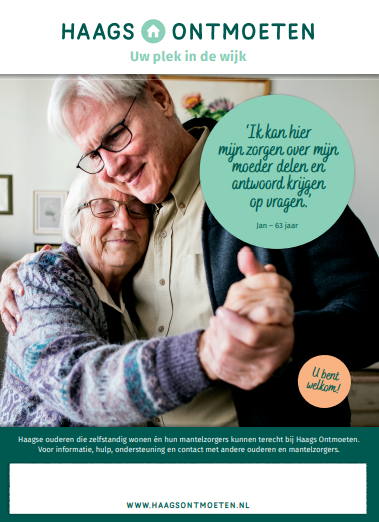 HAAGS ONTMOETEN
Uw plek in de wijk
'Ik kan hier
mijn zorgen over mijn
moeder delen en
antwoord krijgen
op vragen.'
Jan – 63 jaar
U bent
welkom!
Haagse ouderen die zelfstandig wonen èn hun mantelzorgers kunnen terecht bij Haags Ontmoeten.
Voor informatie, hulp, ondersteuning en contact met andere ouderen en mantelzorgers.
WWW.HAAGSONTMOETEN.NL